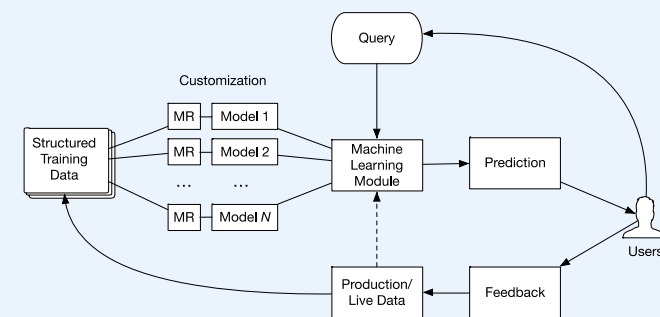 Query
Customization
MR
Model 1
Structured
Training
Data
MR
Model 2
...
...
MR
Model N
Machine
Learning
Module
Prediction
Users
Production/
Live Data
Feedback